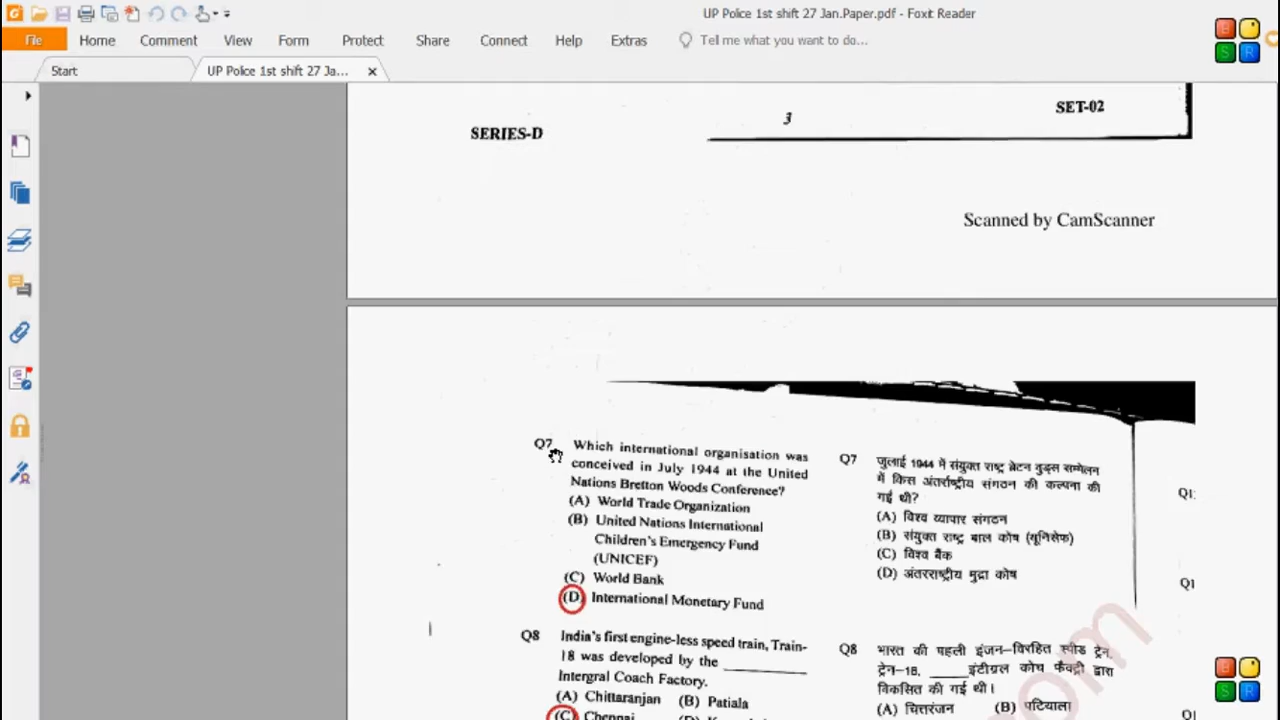 UP Police 1st shift 27 Jan.Paper.pdf - Foxit Reader
File Home Comment View Form Protect Share Connect Help Extras Tell me what you want to do...
Start
UP Police 1st shift 27 Ja...
B
S R
SERIES-D
3
SET-02
Scanned by CamScanner
Q7 Which international organisation was
conceived in July 1944 at the United
Nations Bretton Woods Conference?
(A) World Trade Organization
(B) United Nations International
Children's Emergency Fund
(UNICEF)
(C) World Bank
(D) International Monetary Fund
Q8 India's first engine-less speed train, Train-
18 was developed by the ____________
Intergral Coach Factory.
(A) Chittaranjan (B) Patiala
(C) Chennai
Q7 जुलाई 1944 में संयुक्त राष्ट्र ब्रेटन वुड्स सम्मेलन
में किस अंतर्राष्ट्रीय संगठन की कल्पना की
गई थी?
(A) विश्व व्यापार संगठन
(B) संयुक्त राष्ट्र बाल कोष (यूनिसेफ)
(C) विश्व बैंक
(D) अंतरराष्ट्रीय मुद्रा कोष
Q8 भारत की पहली इंजन-विरहित स्पीड ट्रेन,
ट्रेन-18, ______इंटीग्रल कोच फैक्ट्री द्वारा
विकसित की गई थी।
(A) चित्तरंजन (B) पटियाला
Q1
om
B
S R